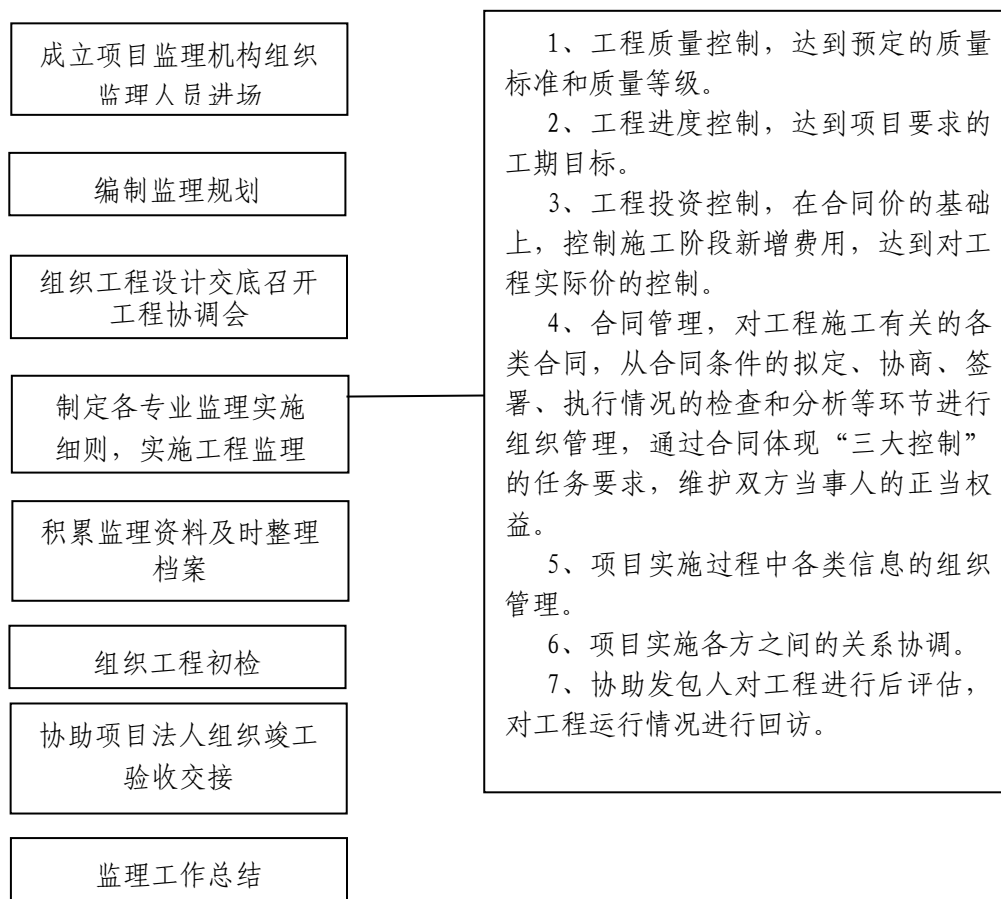 成立项目监理机构组织
监理人员进场
编制监理规划
组织工程设计交底召开
工程协调会
制定各专业监理实施
细则，实施工程监理
积累监理资料及时整理
档案
组织工程初检
协助项目法人组织竣工
验收交接
监理工作总结
1、工程质量控制，达到预定的质量
标准和质量等级。
2、工程进度控制，达到项目要求的
工期目标。
3、工程投资控制，在合同价的基础
上，控制施工阶段新增费用，达到对工
程实际价的控制。
4、合同管理，对工程施工有关的各
类合同，从合同条件的拟定、协商、签
署、执行情况的检查和分析等环节进行
组织管理，通过合同体现“三大控制”
的任务要求，维护双方当事人的正当权
益。
5、项目实施过程中各类信息的组织
管理。
6、项目实施各方之间的关系协调。
7、协助发包人对工程进行后评估，
对工程运行情况进行回访。